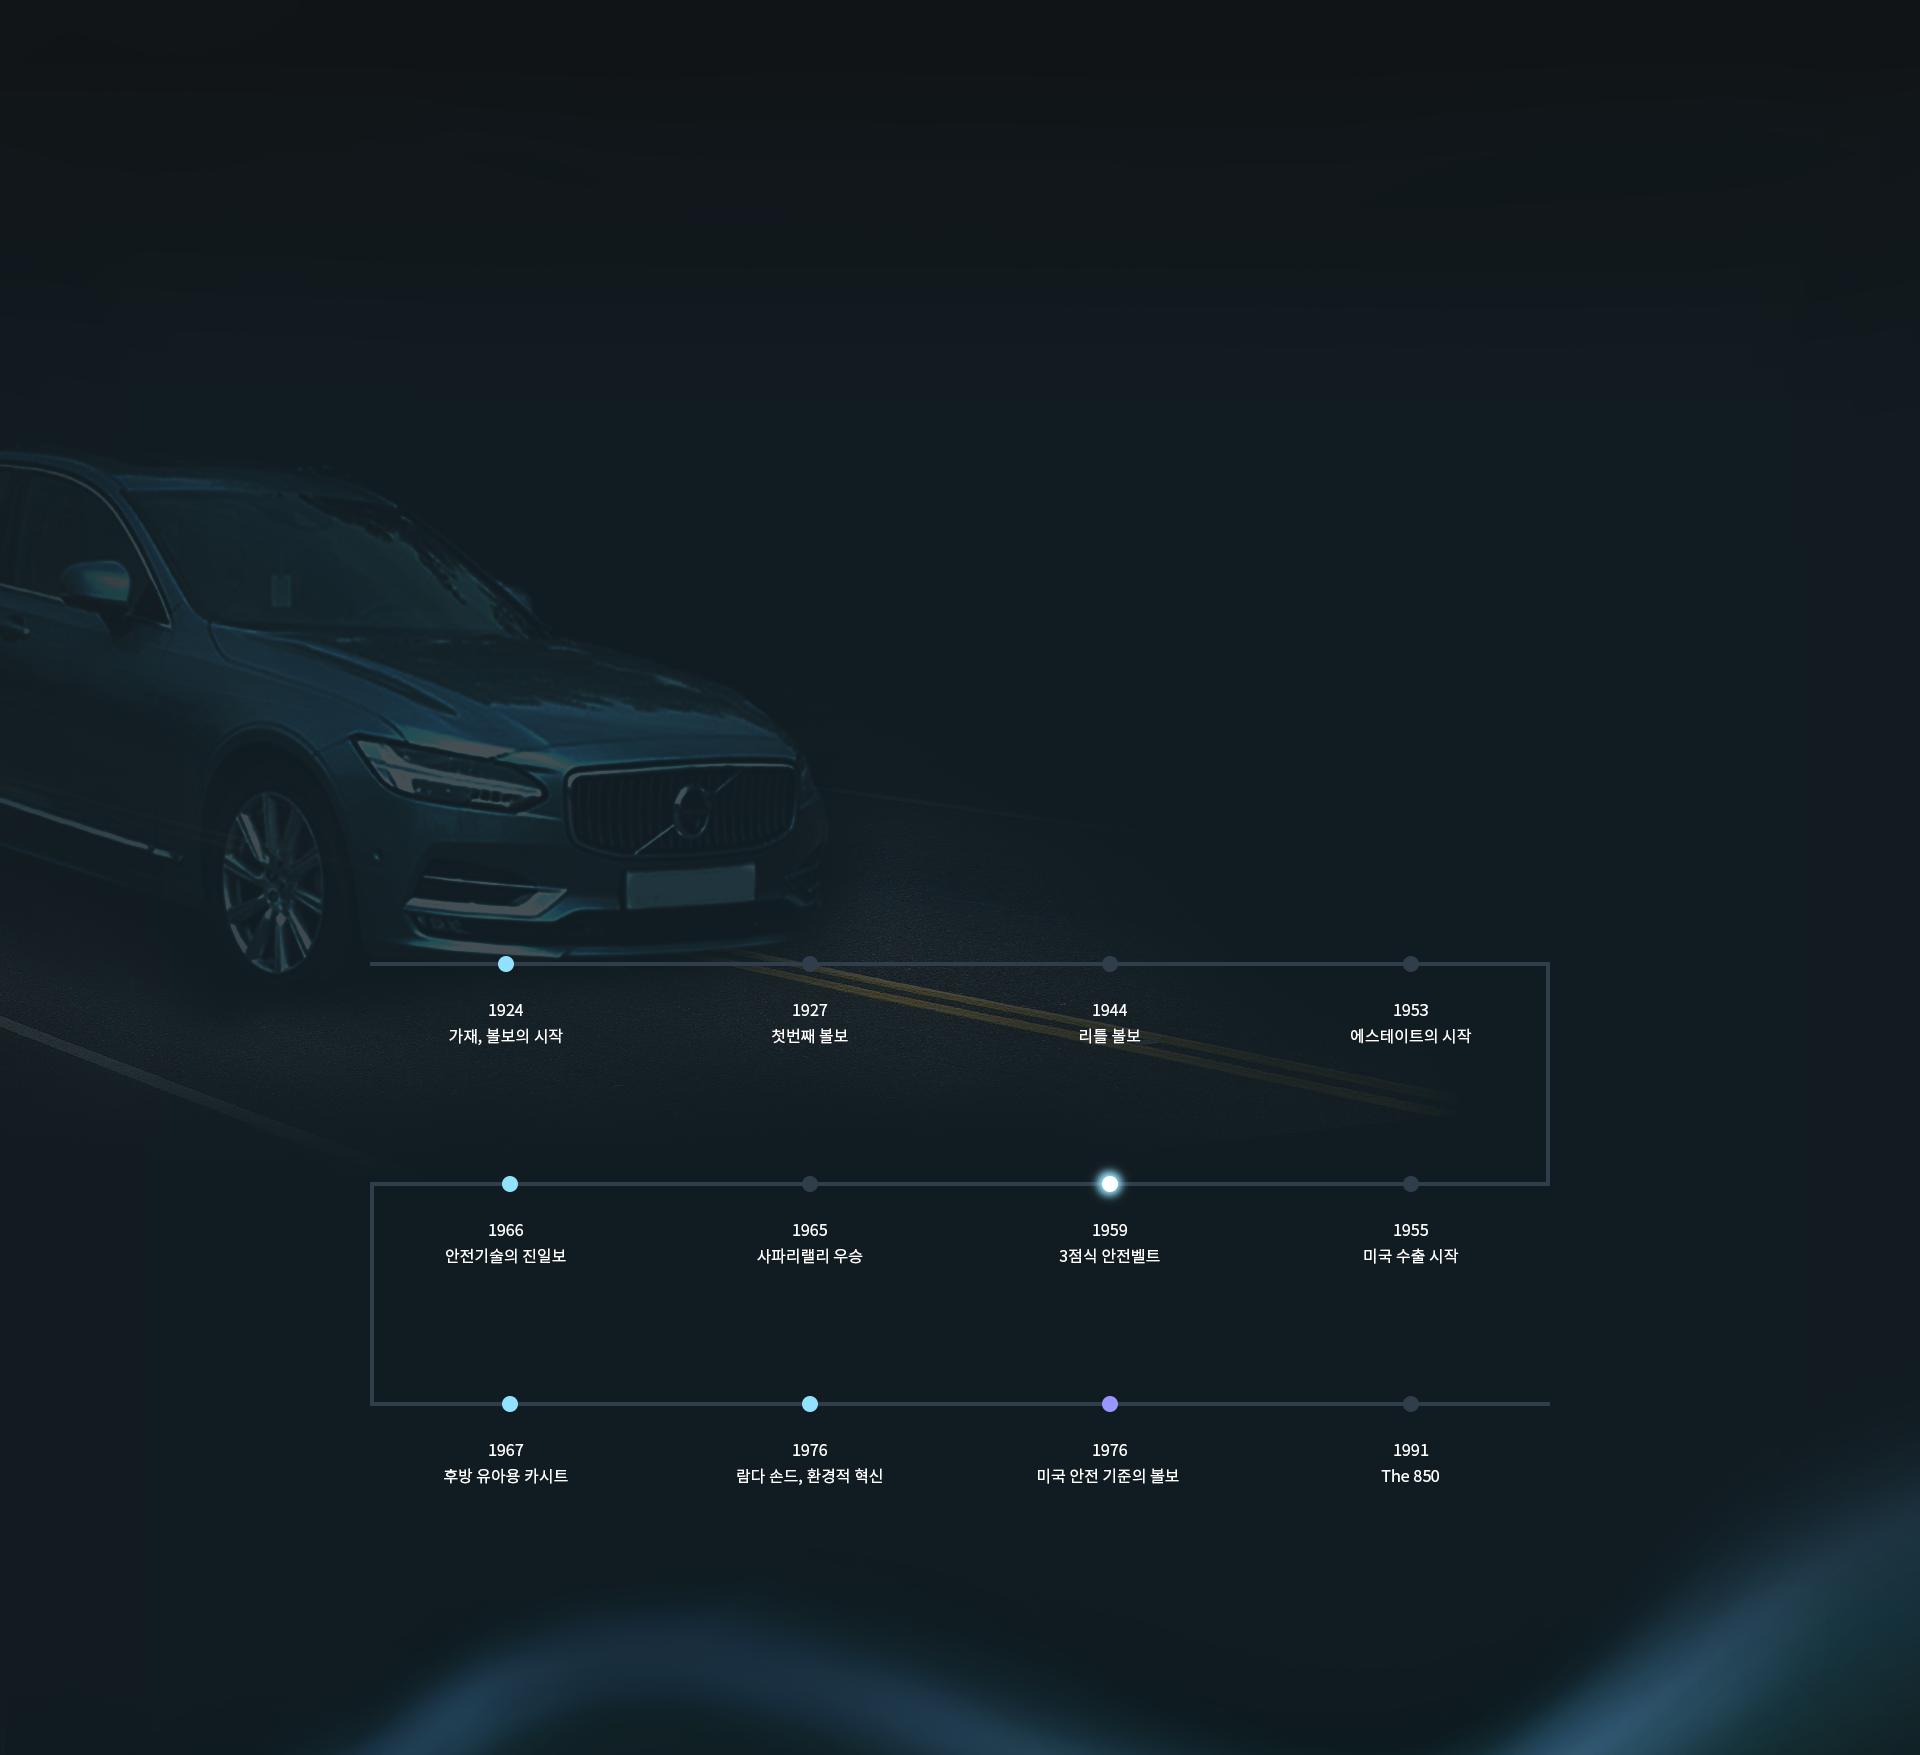 1924
가재, 볼보의 시작
1927
첫번째 볼보
1944
리틀 볼보
1953
에스테이트의 시작
1966
안전기술의 진일보
1965
사파리랠리 우승
1959
3점식 안전벨트
1955
미국 수출 시작
1967
후방 유아용 카시트
1976
람다 손드, 환경적 혁신
1976
미국 안전 기준의 볼보
1991
The 850